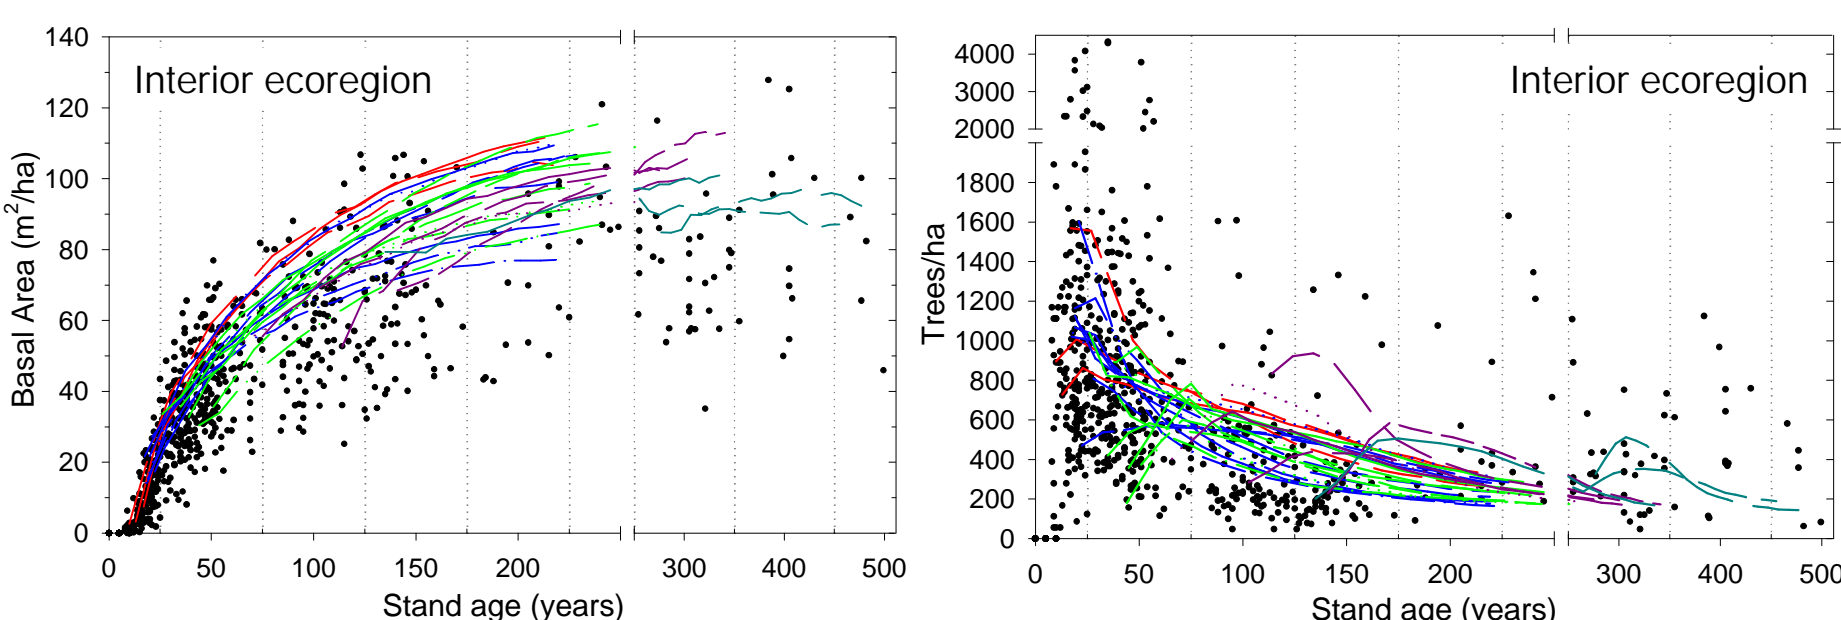 140
120
100
80
60
40
20
0
Basal Area (m²/ha)
Interior ecoregion
0 50 100 150 200 300 400 500
Stand age (years)
4000
3000
2000
1800
1600
1400
1200
1000
800
600
400
200
0
Trees/ha
Interior ecoregion
0 50 100 150 200 300 400 500
Stand age (years)